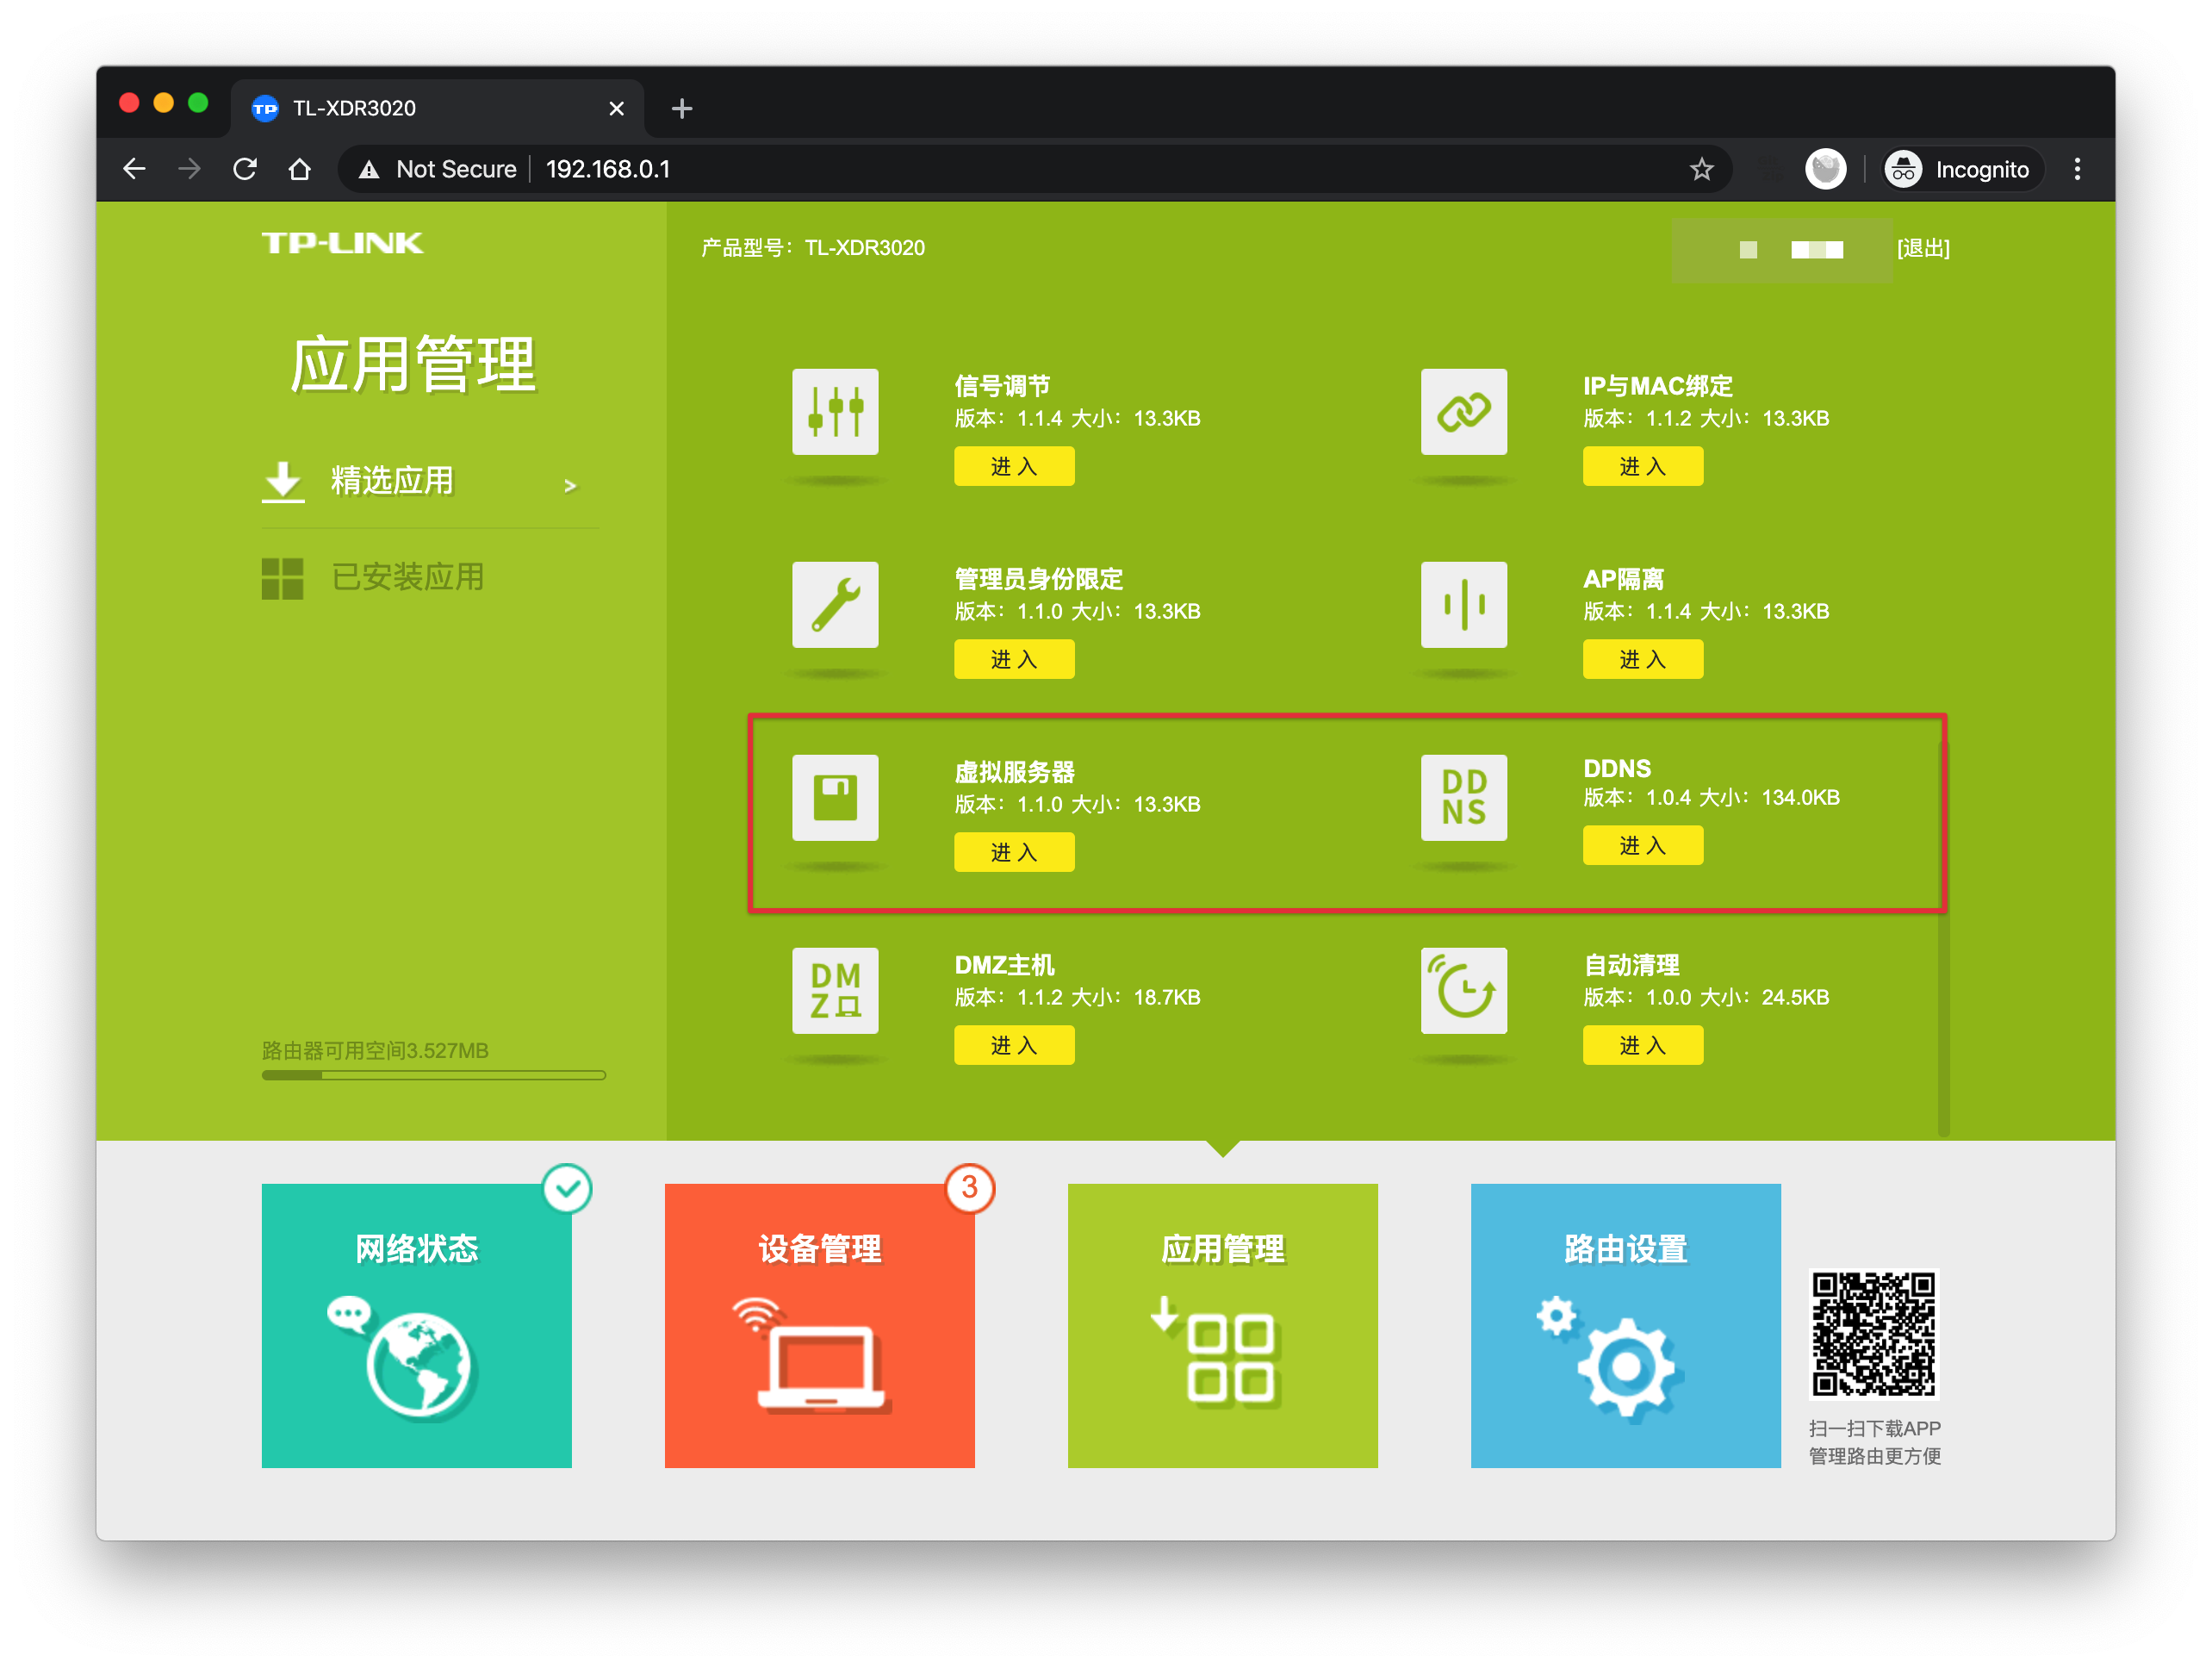 TP TL-XDR3020
Not Secure 192.168.0.1 Incognito
TP-LINK
产品型号：TL-XDR3020
[退出]
应用管理
精选应用 >
已安装应用
路由器可用空间3.527MB
信号调节
版本：1.1.4 大小：13.3KB
进 入
IP与MAC绑定
版本：1.1.2 大小：13.3KB
进 入
管理员身份限定
版本：1.1.0 大小：13.3KB
进 入
AP隔离
版本：1.1.4 大小：13.3KB
进 入
虚拟服务器
版本：1.1.0 大小：13.3KB
进 入
DD
NS
DDNS
版本：1.0.4 大小：134.0KB
进 入
DM
Z
DMZ主机
版本：1.1.2 大小：18.7KB
进 入
自动清理
版本：1.0.0 大小：24.5KB
进 入
网络状态
3
设备管理
应用管理
路由设置
扫一扫下载APP
管理路由更方便